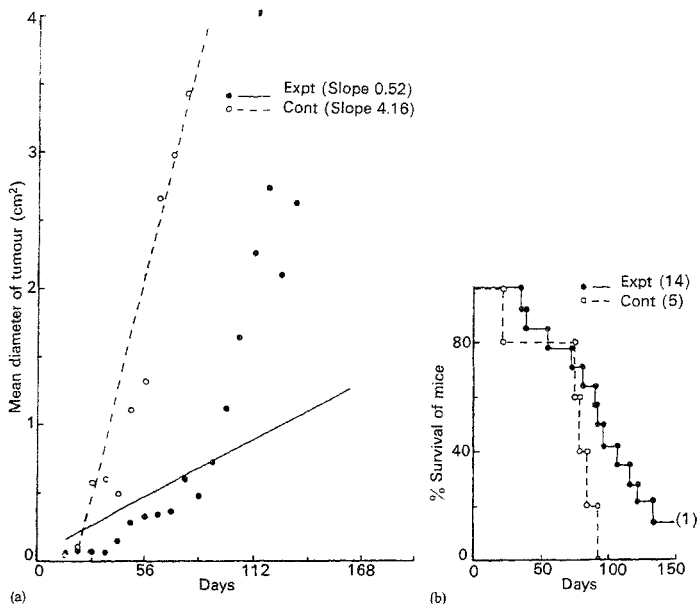 4
Expt (Slope 0.52)
Cont (Slope 4.16)
3
Mean diameter of tumour (cm²)
2
1
0
0 56 112 168
Days
(a)
Expt (14)
Cont (5)
80
% Survival of mice
40
(1)
0
0 50 100 150
Days
(b)